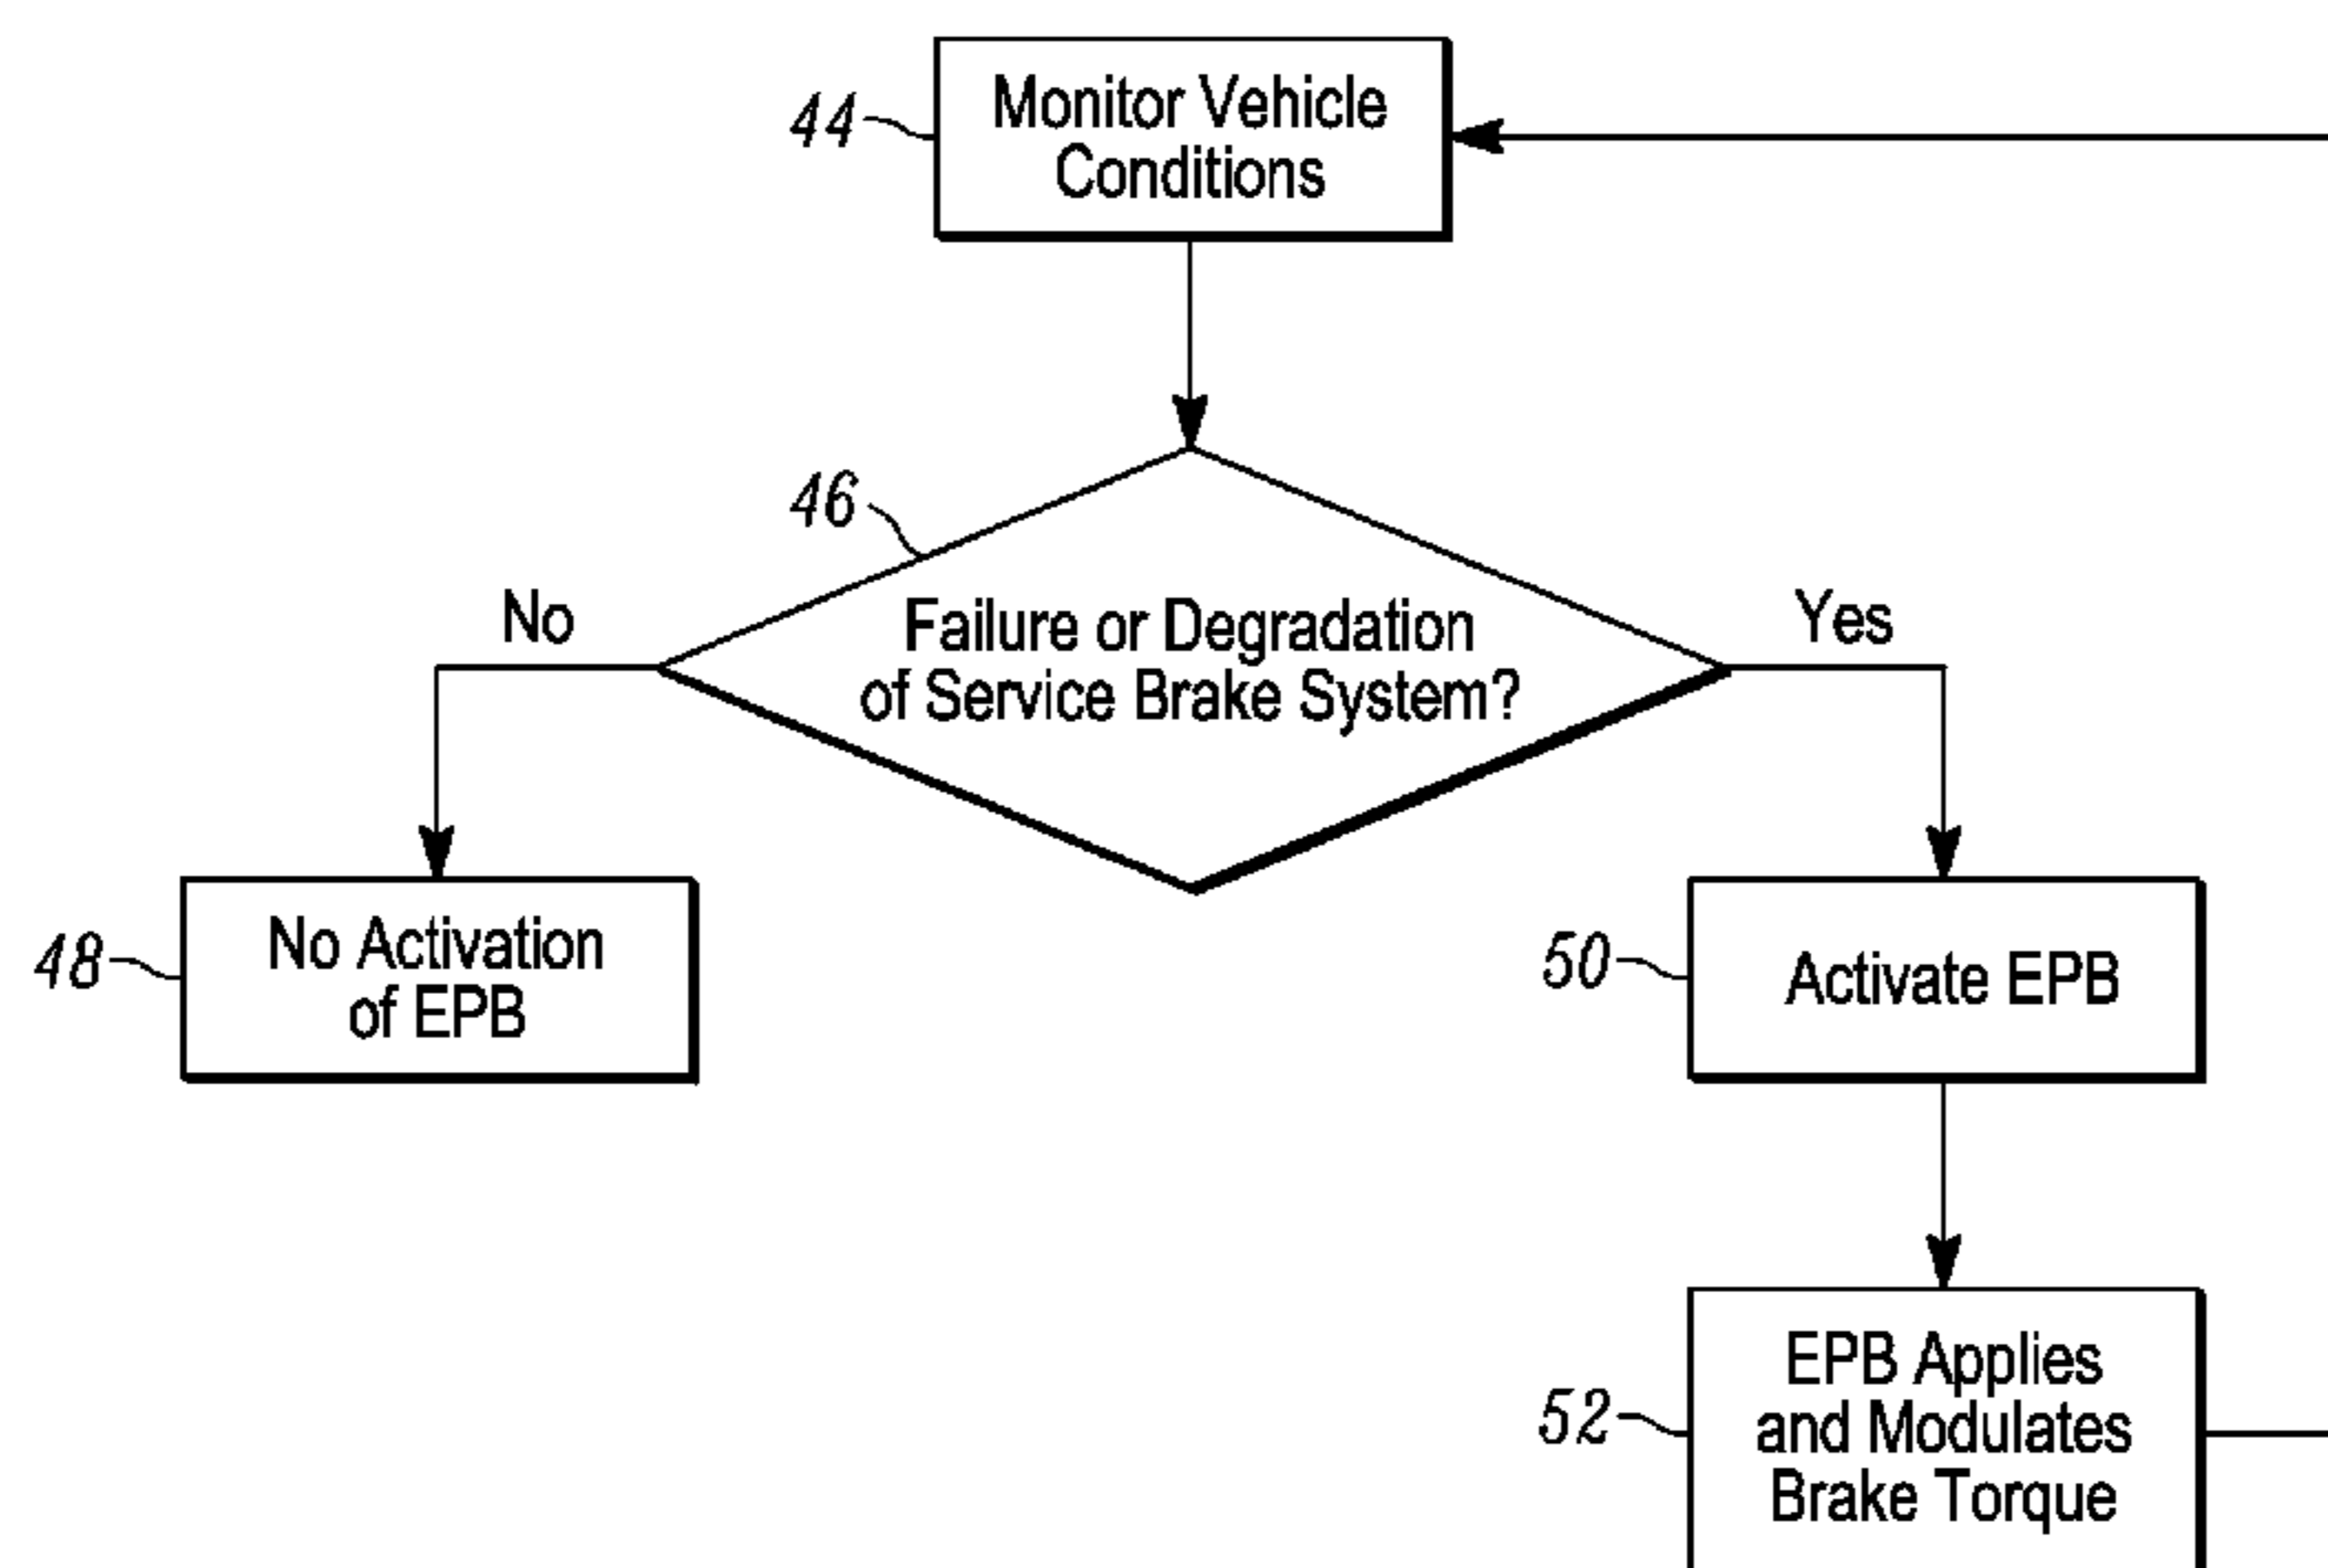 44
Monitor Vehicle
Conditions
46
No
Failure or Degradation
of Service Brake System?
Yes
48
No Activation
of EPB
50
Activate EPB
52
EPB Applies
and Modulates
Brake Torque